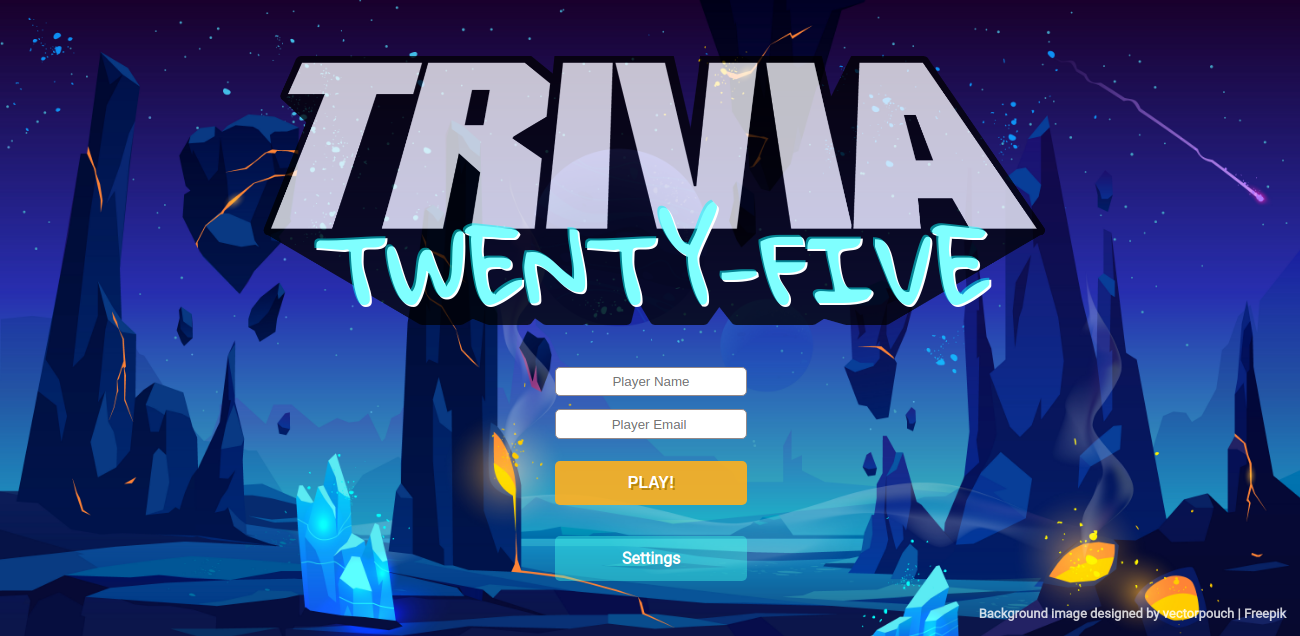 TRIVIA
TWENTY-FIVE
Player Name
Player Email
PLAY!
Settings
Background image designed by vectorpouch | Freepik